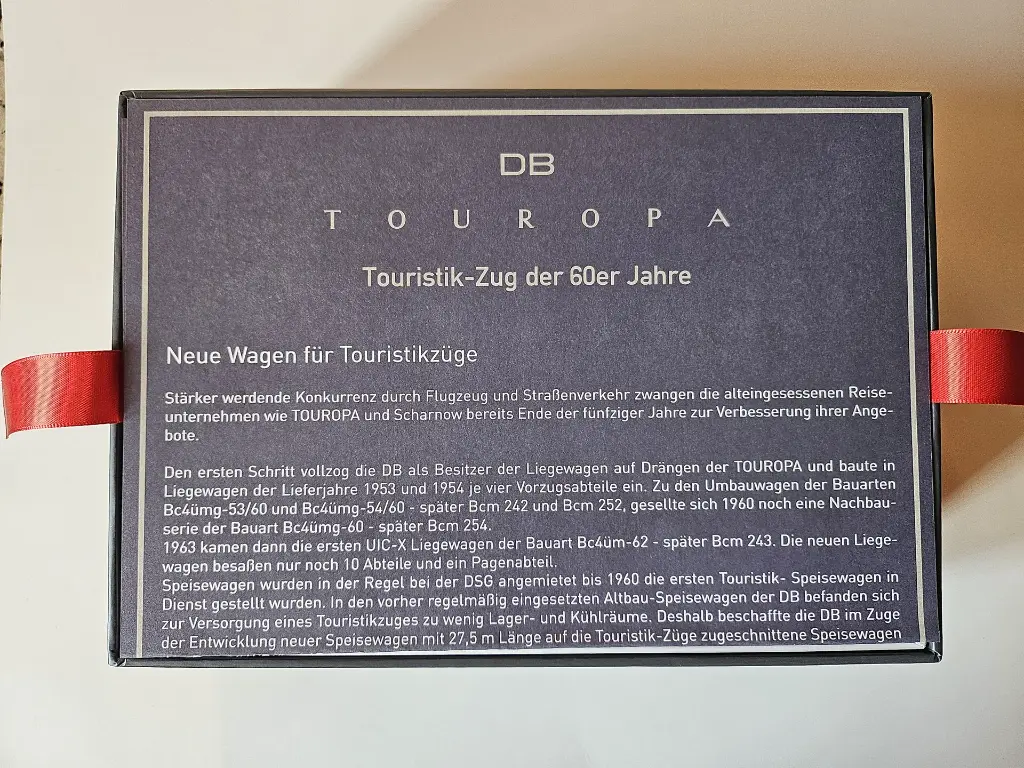 DB
TOUROPA
Touristik-Zug der 60er Jahre
Neue Wagen für Touristikzüge
Stärker werdende Konkurrenz durch Flugzeug und Straßenverkehr zwangen die alteingesessenen Reise-
unternehmen wie TOUROPA und Scharnow bereits Ende der fünfziger Jahre zur Verbesserung ihrer Ange-
bote.
Den ersten Schritt vollzog die DB als Besitzer der Liegewagen auf Drängen der TOUROPA und baute in
Liegewagen der Lieferjahre 1953 und 1954 je vier Vorzugsabteile ein. Zu den Umbauwagen der Bauarten
Bc4ümg-53/60 und Bc4ümg-54/60 - später Bcm 242 und Bcm 252, gesellte sich 1960 noch eine Nachbau-
serie der Bauart Bc4ümg-60 - später Bcm 254.
1963 kamen dann die ersten UIC-X Liegewagen der Bauart Bc4üm-62 - später Bcm 243. Die neuen Liege-
wagen besaßen nur noch 10 Abteile und ein Pagenabteil.
Speisewagen wurden in der Regel bei der DSG angemietet bis 1960 die ersten Touristik- Speisewagen in
Dienst gestellt wurden. In den vorher regelmäßig eingesetzten Altbau-Speisewagen der DB befanden sich
zur Versorgung eines Touristikzuges zu wenig Lager- und Kühlräume. Deshalb beschaffte die DB im Zuge
der Entwicklung neuer Speisewagen mit 27,5 m Länge auf die Touristik-Züge zugeschnittene Speisewagen